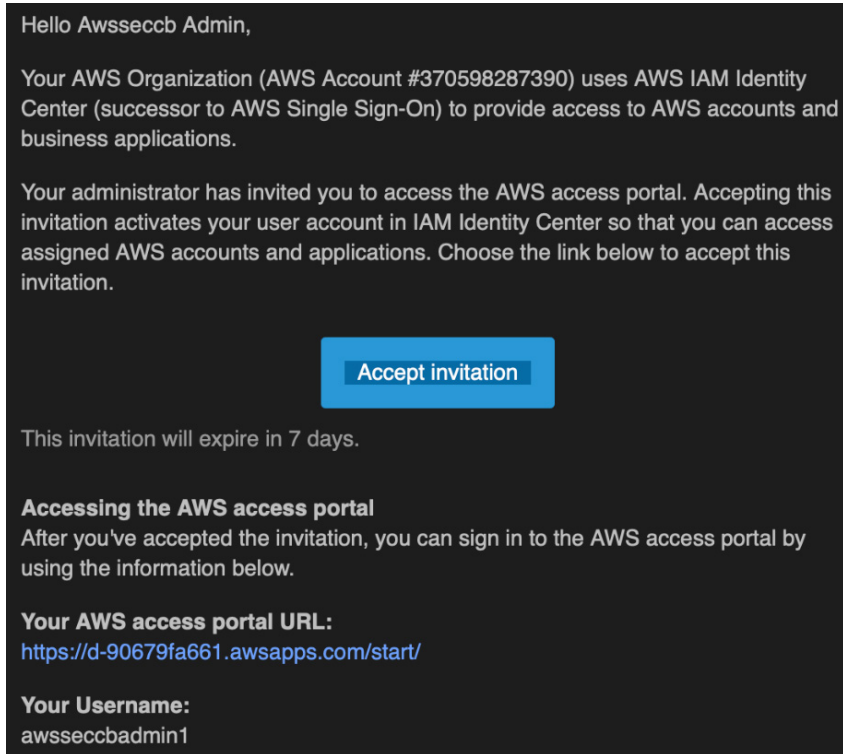 Hello Awsseccb Admin,
Your AWS Organization (AWS Account #370598287390) uses AWS IAM Identity
Center (successor to AWS Single Sign-On) to provide access to AWS accounts and
business applications.
Your administrator has invited you to access the AWS access portal. Accepting this
invitation activates your user account in IAM Identity Center so that you can access
assigned AWS accounts and applications. Choose the link below to accept this
invitation.
Accept invitation
This invitation will expire in 7 days.
Accessing the AWS access portal
After you've accepted the invitation, you can sign in to the AWS access portal by
using the information below.
Your AWS access portal URL:
https://d-90679fa661.awsapps.com/start/
Your Username:
awsseccbadmin1